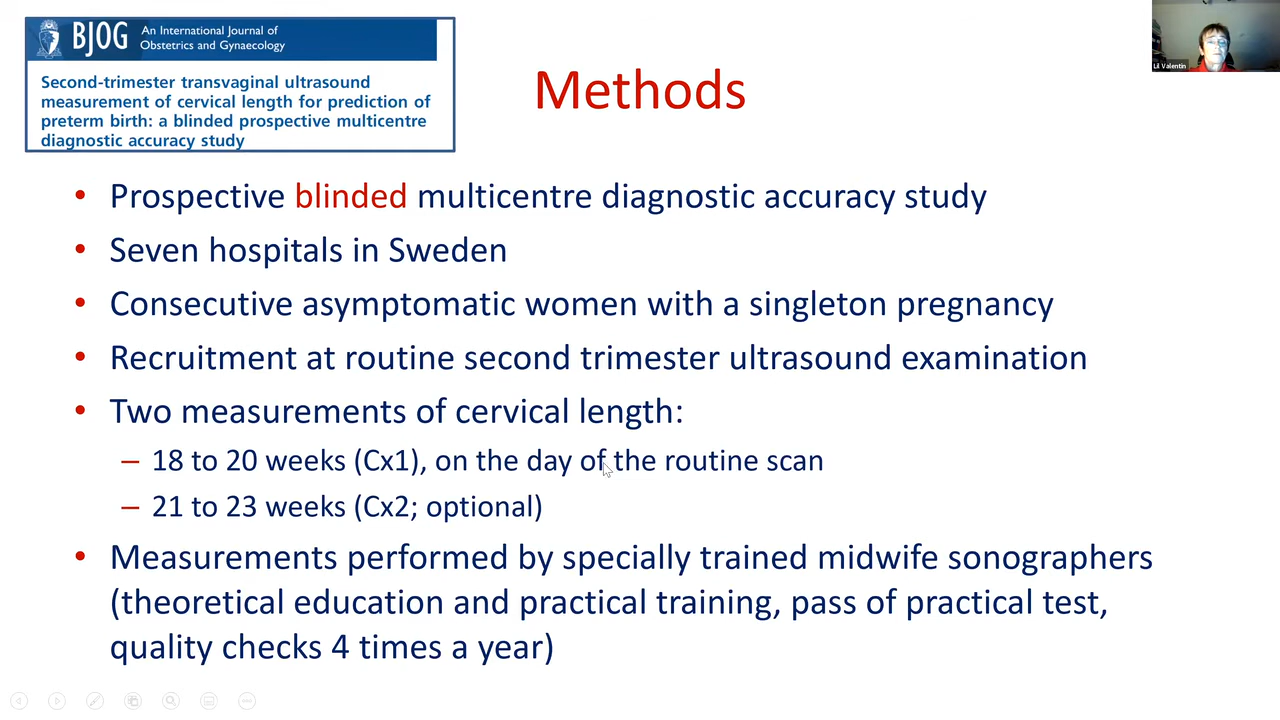 BJOG An International Journal of
Obstetrics and Gynaecology
Second-trimester transvaginal ultrasound
measurement of cervical length for prediction of
preterm birth: a blinded prospective multicentre
diagnostic accuracy study
Lil Valentin
Methods
• Prospective blinded multicentre diagnostic accuracy study
• Seven hospitals in Sweden
• Consecutive asymptomatic women with a singleton pregnancy
• Recruitment at routine second trimester ultrasound examination
• Two measurements of cervical length:
– 18 to 20 weeks (Cx1), on the day of the routine scan
– 21 to 23 weeks (Cx2; optional)
• Measurements performed by specially trained midwife sonographers
(theoretical education and practical training, pass of practical test,
quality checks 4 times a year)